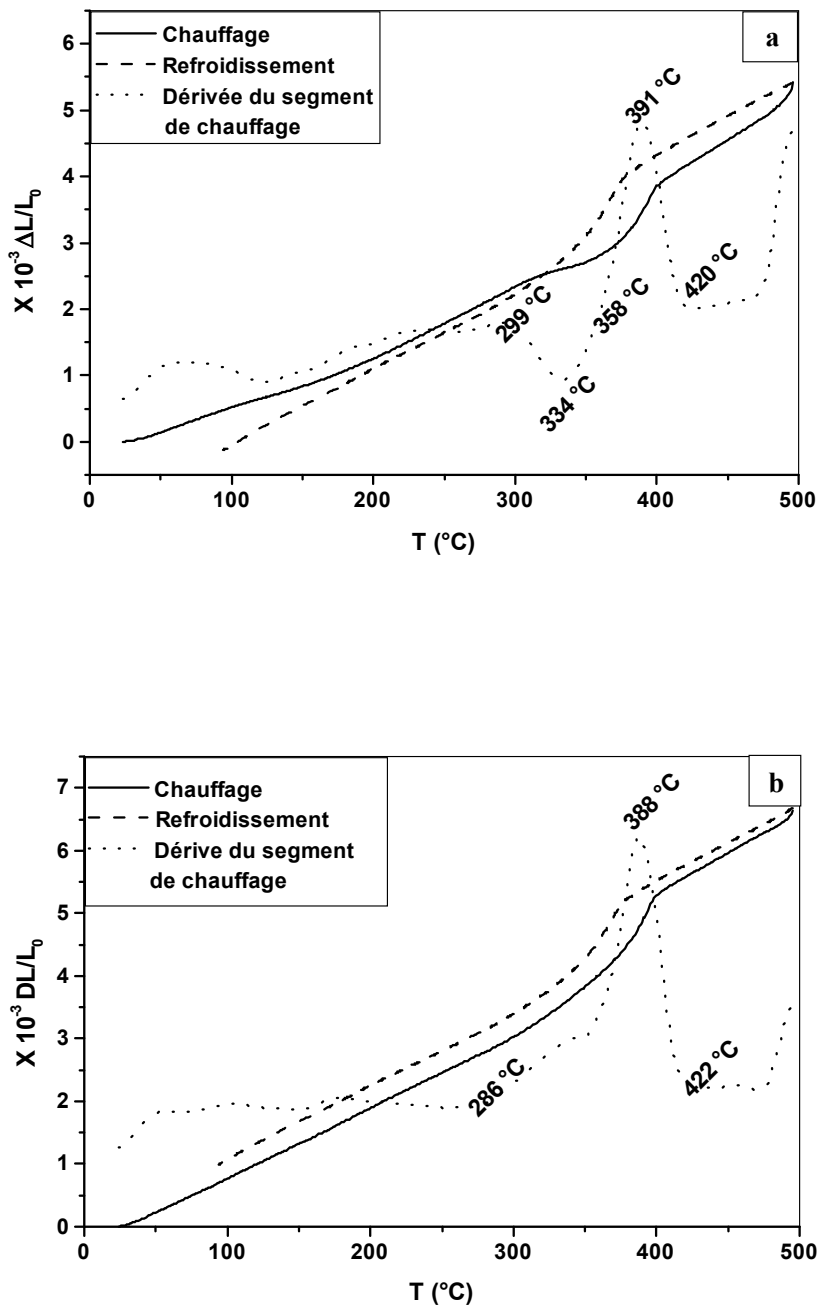 a
Chauffage
Refroidissement
Dérivée du segment
de chauffage
391 °C
299 °C
334 °C
358 °C
420 °C
X 10⁻³ ΔL/L₀
6
5
4
3
2
1
0
0 100 200 300 400 500
T (°C)
b
Chauffage
Refroidissement
Dérive du segment
de chauffage
388 °C
286 °C
422 °C
X 10⁻³ DL/L₀
7
6
5
4
3
2
1
0
0 100 200 300 400 500
T (°C)